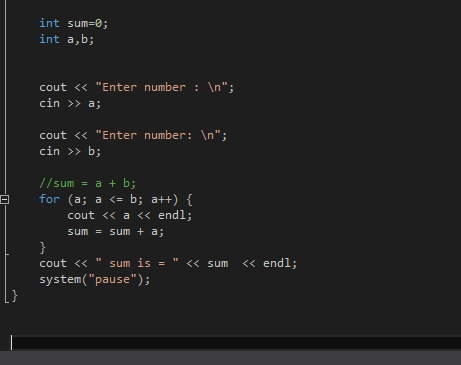 int sum=0;
int a,b;
cout << "Enter number : \n";
cin >> a;
cout << "Enter number: \n";
cin >> b;
//sum = a + b;
for (a; a <= b; a++) {
cout << a << endl;
sum = sum + a;
}
cout << " sum is = " << sum  << endl;
system("pause");
}